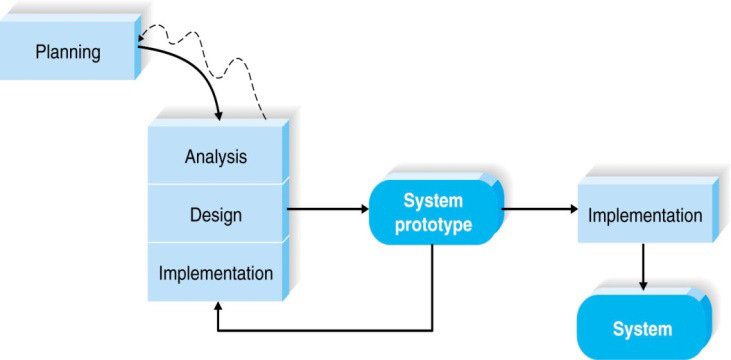 Planning
Analysis
Design
Implementation
System
prototype
Implementation
System